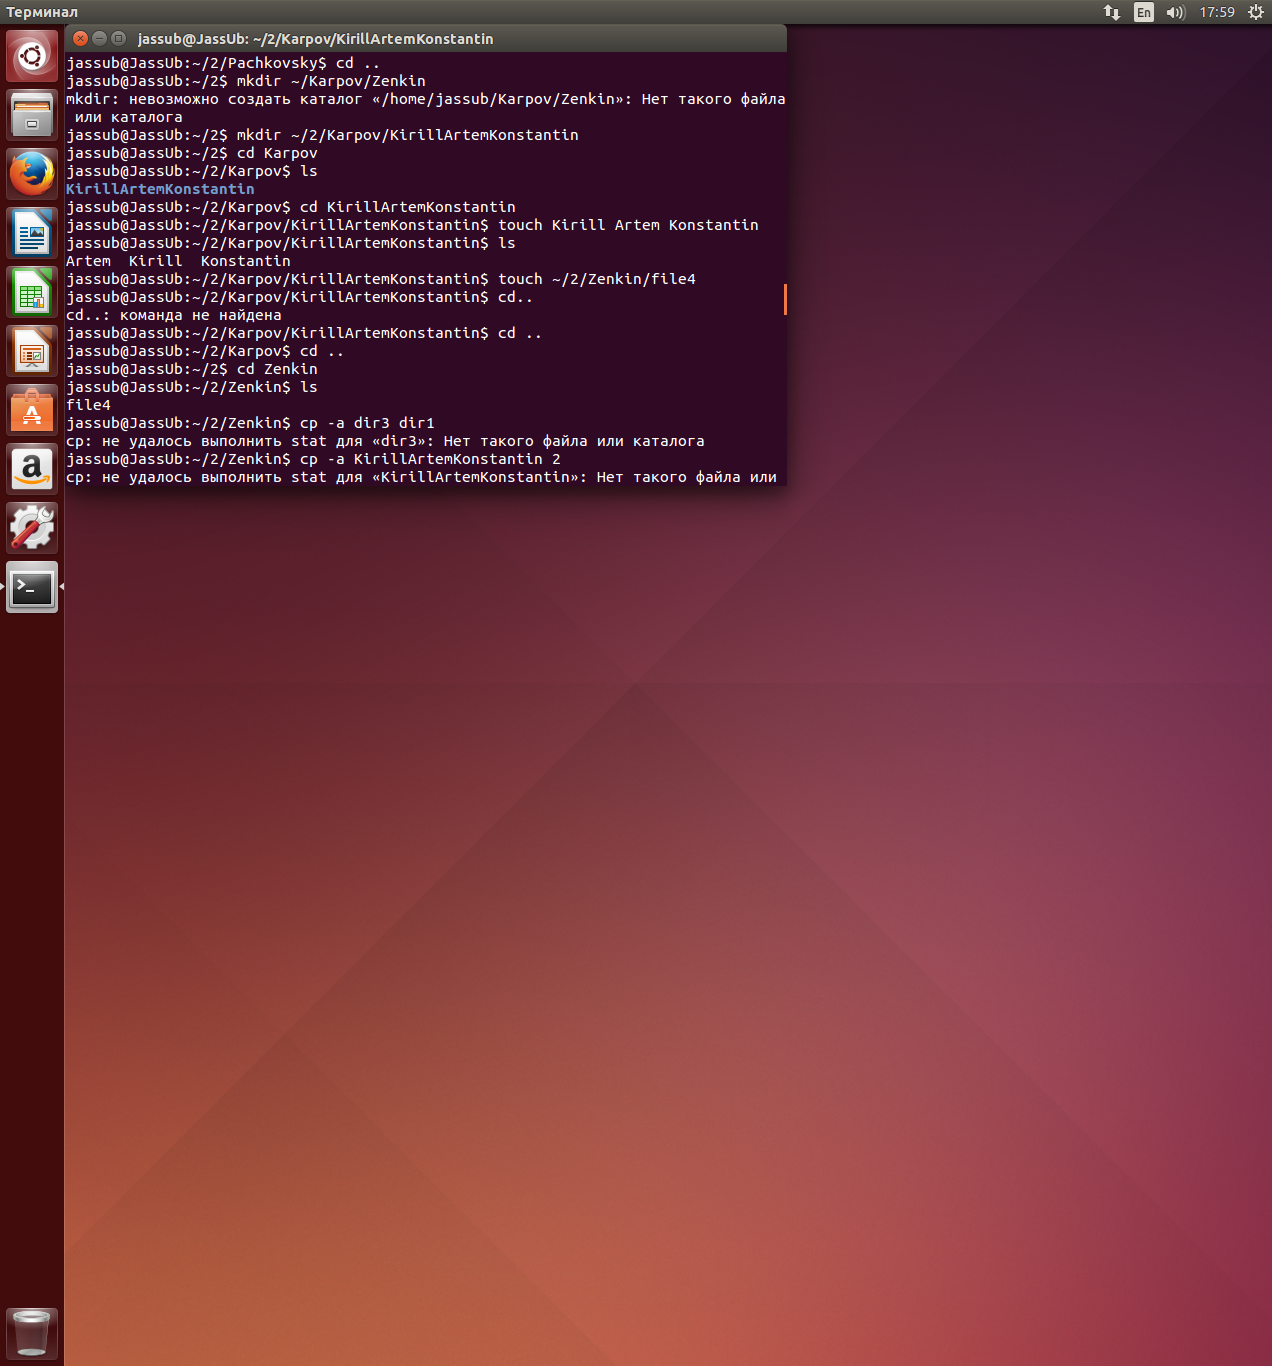 Терминал
En
17:59
jassub@JassUb: ~/2/Karpov/KirillArtemKonstantin
jassub@JassUb:~/2/Pachkovsky$ cd ..
jassub@JassUb:~/2$ mkdir ~/Karpov/Zenkin
mkdir: невозможно создать каталог «/home/jassub/Karpov/Zenkin»: Нет такого файла
 или каталога
jassub@JassUb:~/2$ mkdir ~/2/Karpov/KirillArtemKonstantin
jassub@JassUb:~/2$ cd Karpov
jassub@JassUb:~/2/Karpov$ ls
KirillArtemKonstantin
jassub@JassUb:~/2/Karpov$ cd KirillArtemKonstantin
jassub@JassUb:~/2/Karpov/KirillArtemKonstantin$ touch Kirill Artem Konstantin
jassub@JassUb:~/2/Karpov/KirillArtemKonstantin$ ls
Artem  Kirill  Konstantin
jassub@JassUb:~/2/Karpov/KirillArtemKonstantin$ touch ~/2/Zenkin/file4
jassub@JassUb:~/2/Karpov/KirillArtemKonstantin$ cd..
cd..: команда не найдена
jassub@JassUb:~/2/Karpov/KirillArtemKonstantin$ cd ..
jassub@JassUb:~/2/Karpov$ cd ..
jassub@JassUb:~/2$ cd Zenkin
jassub@JassUb:~/2/Zenkin$ ls
file4
jassub@JassUb:~/2/Zenkin$ cp -a dir3 dir1
cp: не удалось выполнить stat для «dir3»: Нет такого файла или каталога
jassub@JassUb:~/2/Zenkin$ cp -a KirillArtemKonstantin 2
cp: не удалось выполнить stat для «KirillArtemKonstantin»: Нет такого файла или